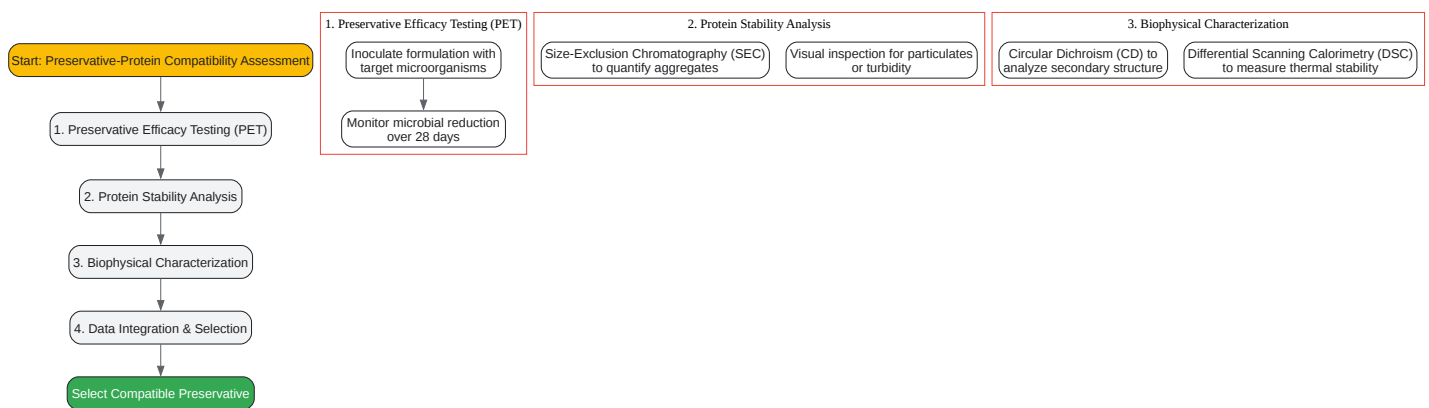 Start: Preservative-Protein Compatibility Assessment
1. Preservative Efficacy Testing (PET)
2. Protein Stability Analysis
3. Biophysical Characterization
4. Data Integration & Selection
Select Compatible Preservative
1. Preservative Efficacy Testing (PET)
Inoculate formulation with
target microorganisms
Monitor microbial reduction
over 28 days
2. Protein Stability Analysis
Size-Exclusion Chromatography (SEC)
to quantify aggregates
Visual inspection for particulates
or turbidity
3. Biophysical Characterization
Circular Dichroism (CD) to
analyze secondary structure
Differential Scanning Calorimetry (DSC)
to measure thermal stability